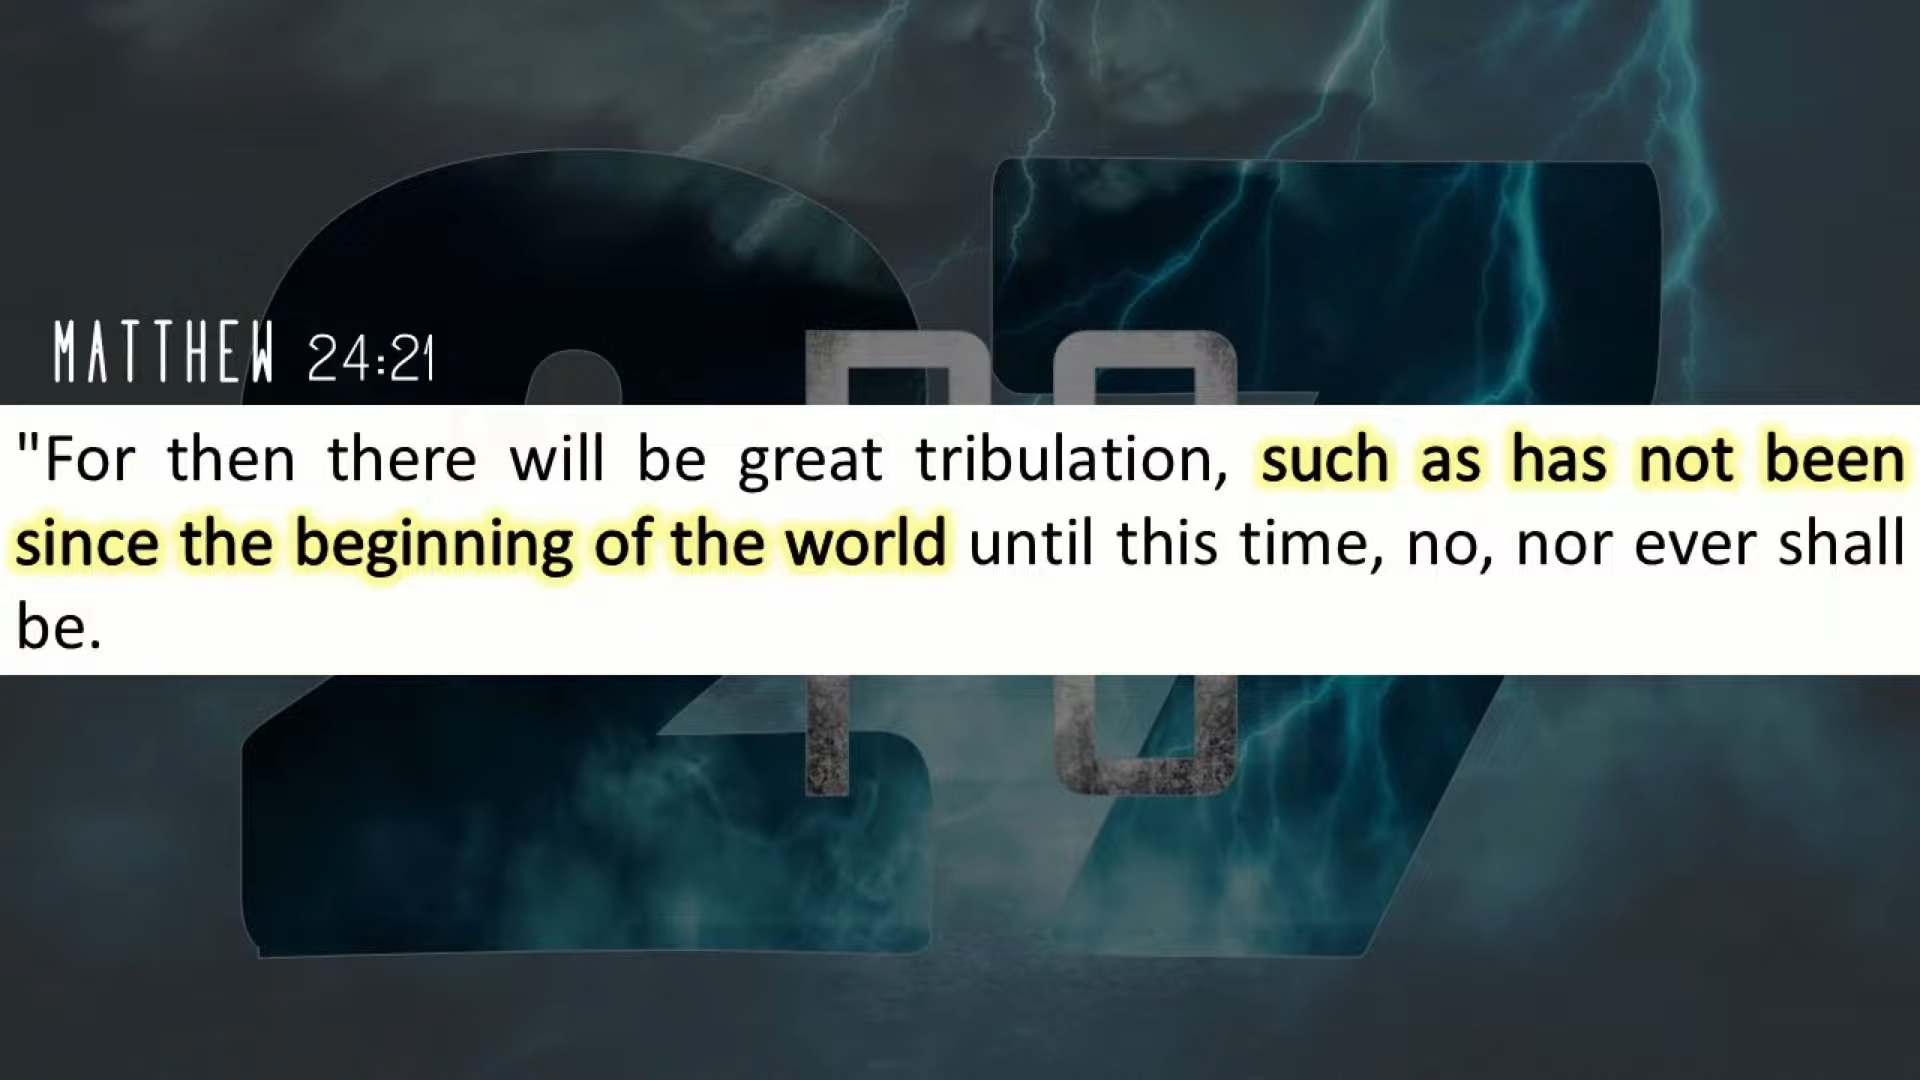 MATTHEW 24:21
"For then there will be great tribulation, such as has not been
since the beginning of the world until this time, no, nor ever shall
be.
27